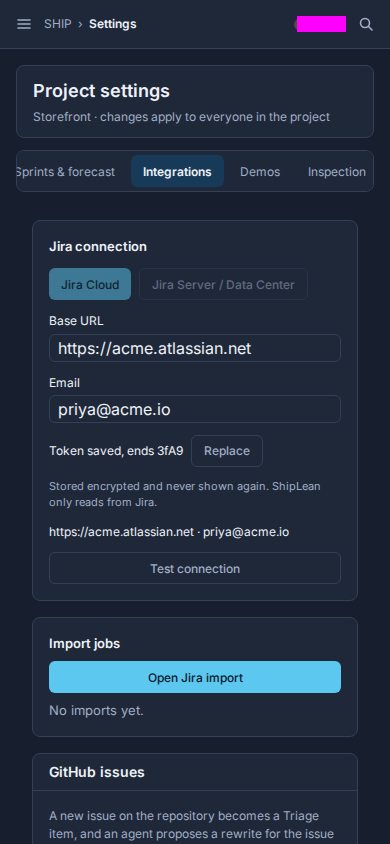 SHIP › Settings
Project settings
Storefront · changes apply to everyone in the project
Sprints & forecast Integrations Demos Inspection
Jira connection
Jira Cloud Jira Server / Data Center
Base URL
https://acme.atlassian.net
Email
priya@acme.io
Token saved, ends 3fA9 Replace
Stored encrypted and never shown again. ShipLean
only reads from Jira.
https://acme.atlassian.net · priya@acme.io
Test connection
Import jobs
Open Jira import
No imports yet.
GitHub issues
A new issue on the repository becomes a Triage
item, and an agent proposes a rewrite for the issue